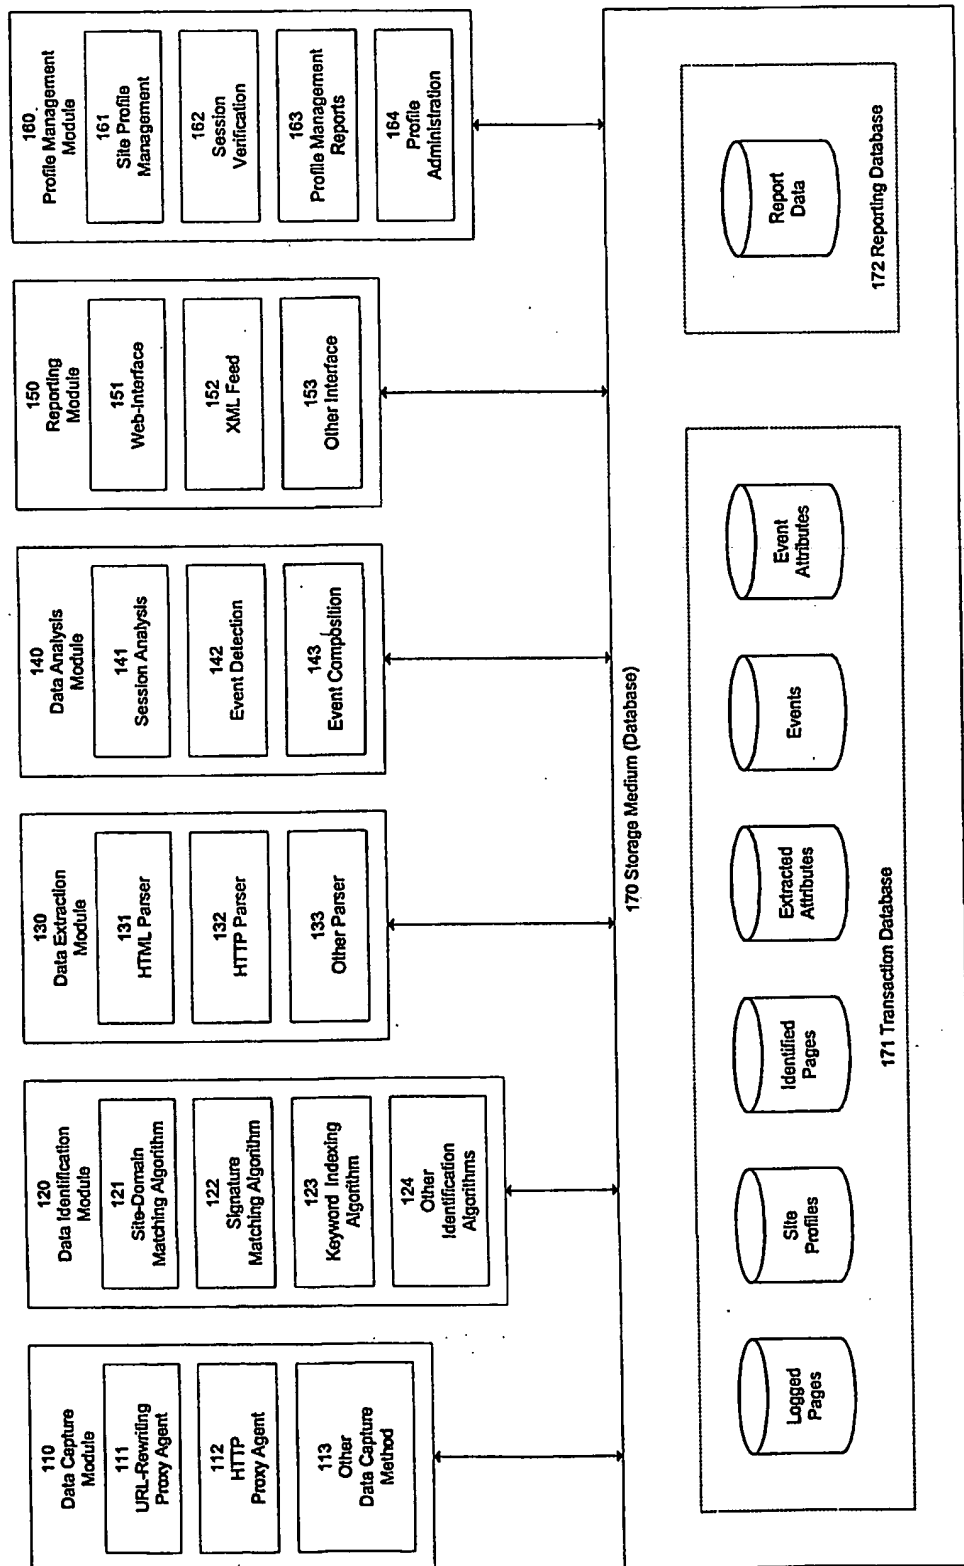 110
Data Capture
Module
111
URL-Rewriting
Proxy Agent
112
HTTP
Proxy Agent
113
Other
Data Capture
Method
120
Data Identification
Module
121
Site-Domain
Matching Algorithm
122
Signature
Matching Algorithm
123
Keyword Indexing
Algorithm
124
Other
Identification
Algorithms
130
Data Extraction
Module
131
HTML Parser
132
HTTP Parser
133
Other Parser
140
Data Analysis
Module
141
Session Analysis
142
Event Detection
143
Event Composition
150
Reporting
Module
151
Web-Interface
152
XML Feed
153
Other Interface
160.
Profile Management
Module
161
Site Profile
Management
162
Session
Verification
163
Profile Management
Reports
164
Profile
Administration
170 Storage Medium (Database)
Logged
Pages
Site
Profiles
Identified
Pages
Extracted
Attributes
Events
Event
Attributes
171 Transaction Database
Report
Data
172 Reporting Database